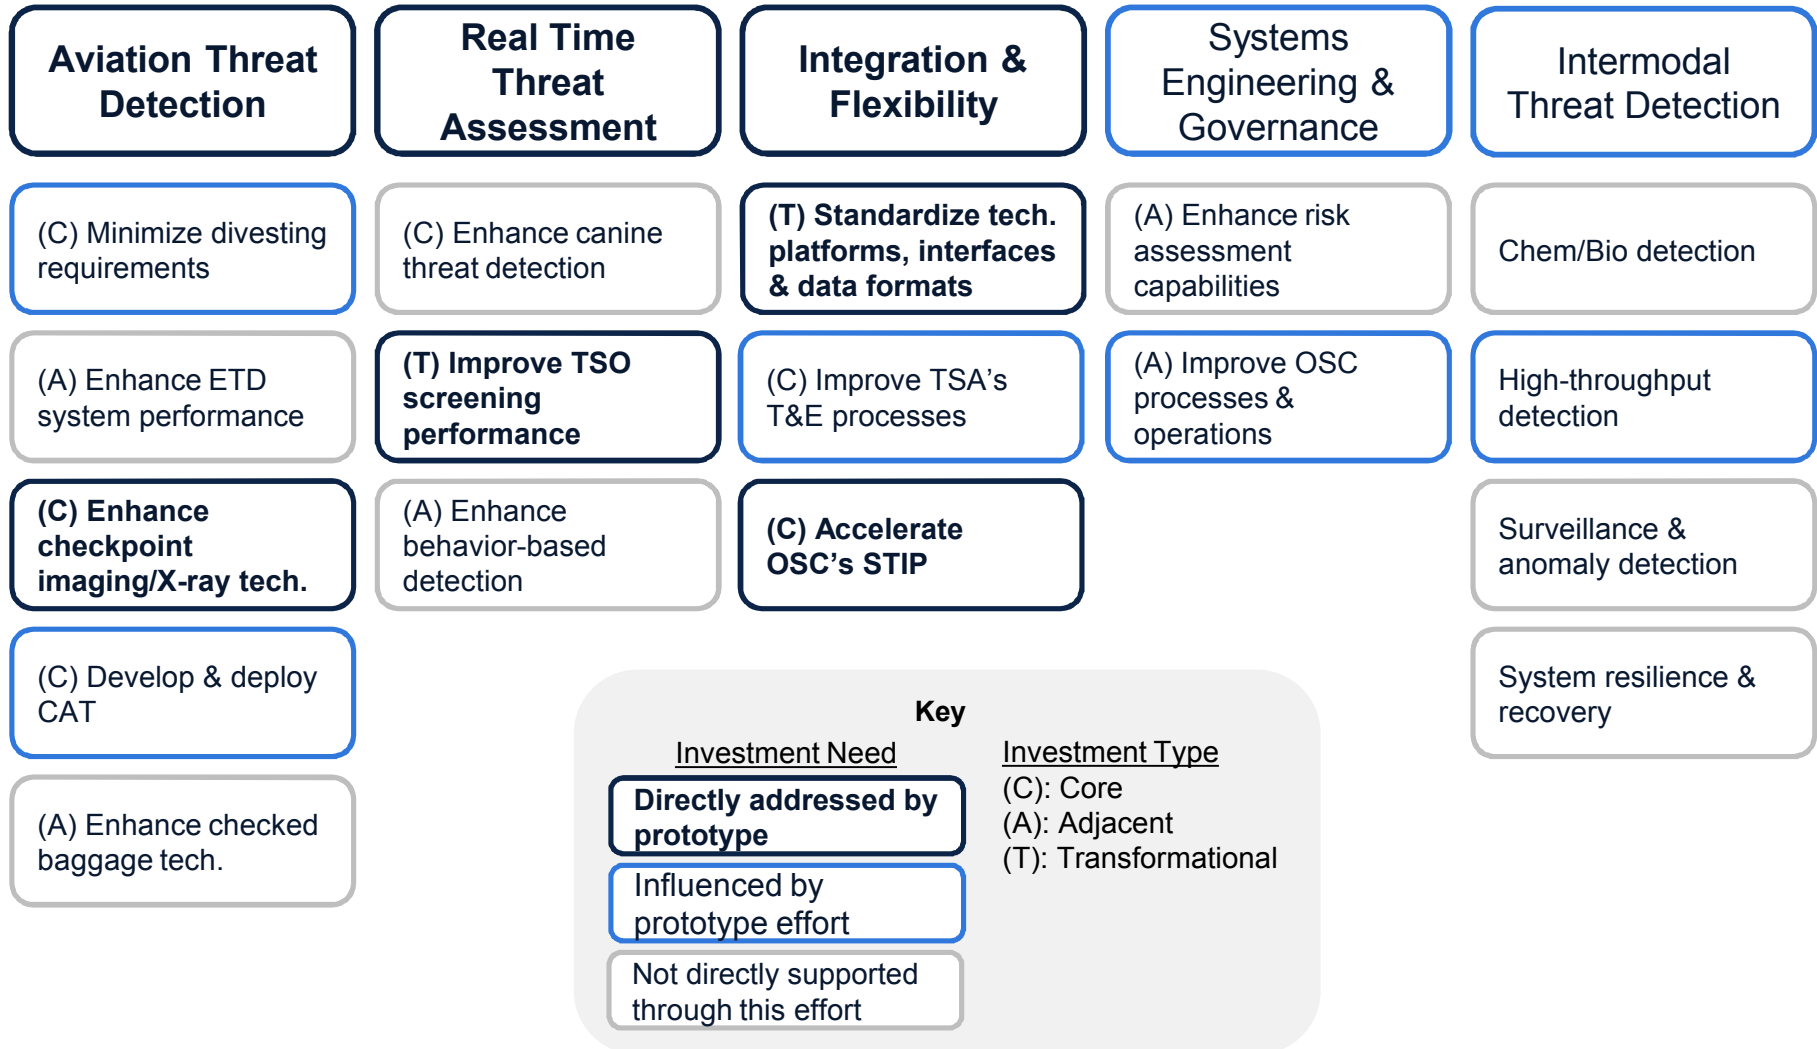 Aviation Threat
Detection
Real Time
Threat
Assessment
Integration &
Flexibility
Systems
Engineering &
Governance
Intermodal
Threat Detection
(C) Minimize divesting
requirements
(A) Enhance ETD
system performance
(C) Enhance
checkpoint
imaging/X-ray tech.
(C) Develop & deploy
CAT
(A) Enhance checked
baggage tech.
(C) Enhance canine
threat detection
(T) Improve TSO
screening
performance
(A) Enhance
behavior-based
detection
(T) Standardize tech.
platforms, interfaces
& data formats
(C) Improve TSA's
T&E processes
(C) Accelerate
OSC's STIP
(A) Enhance risk
assessment
capabilities
(A) Improve OSC
processes &
operations
Chem/Bio detection
High-throughput
detection
Surveillance &
anomaly detection
System resilience &
recovery
Key
Investment Need
Directly addressed by
prototype
Influenced by
prototype effort
Not directly supported
through this effort
Investment Type
(C): Core
(A): Adjacent
(T): Transformational